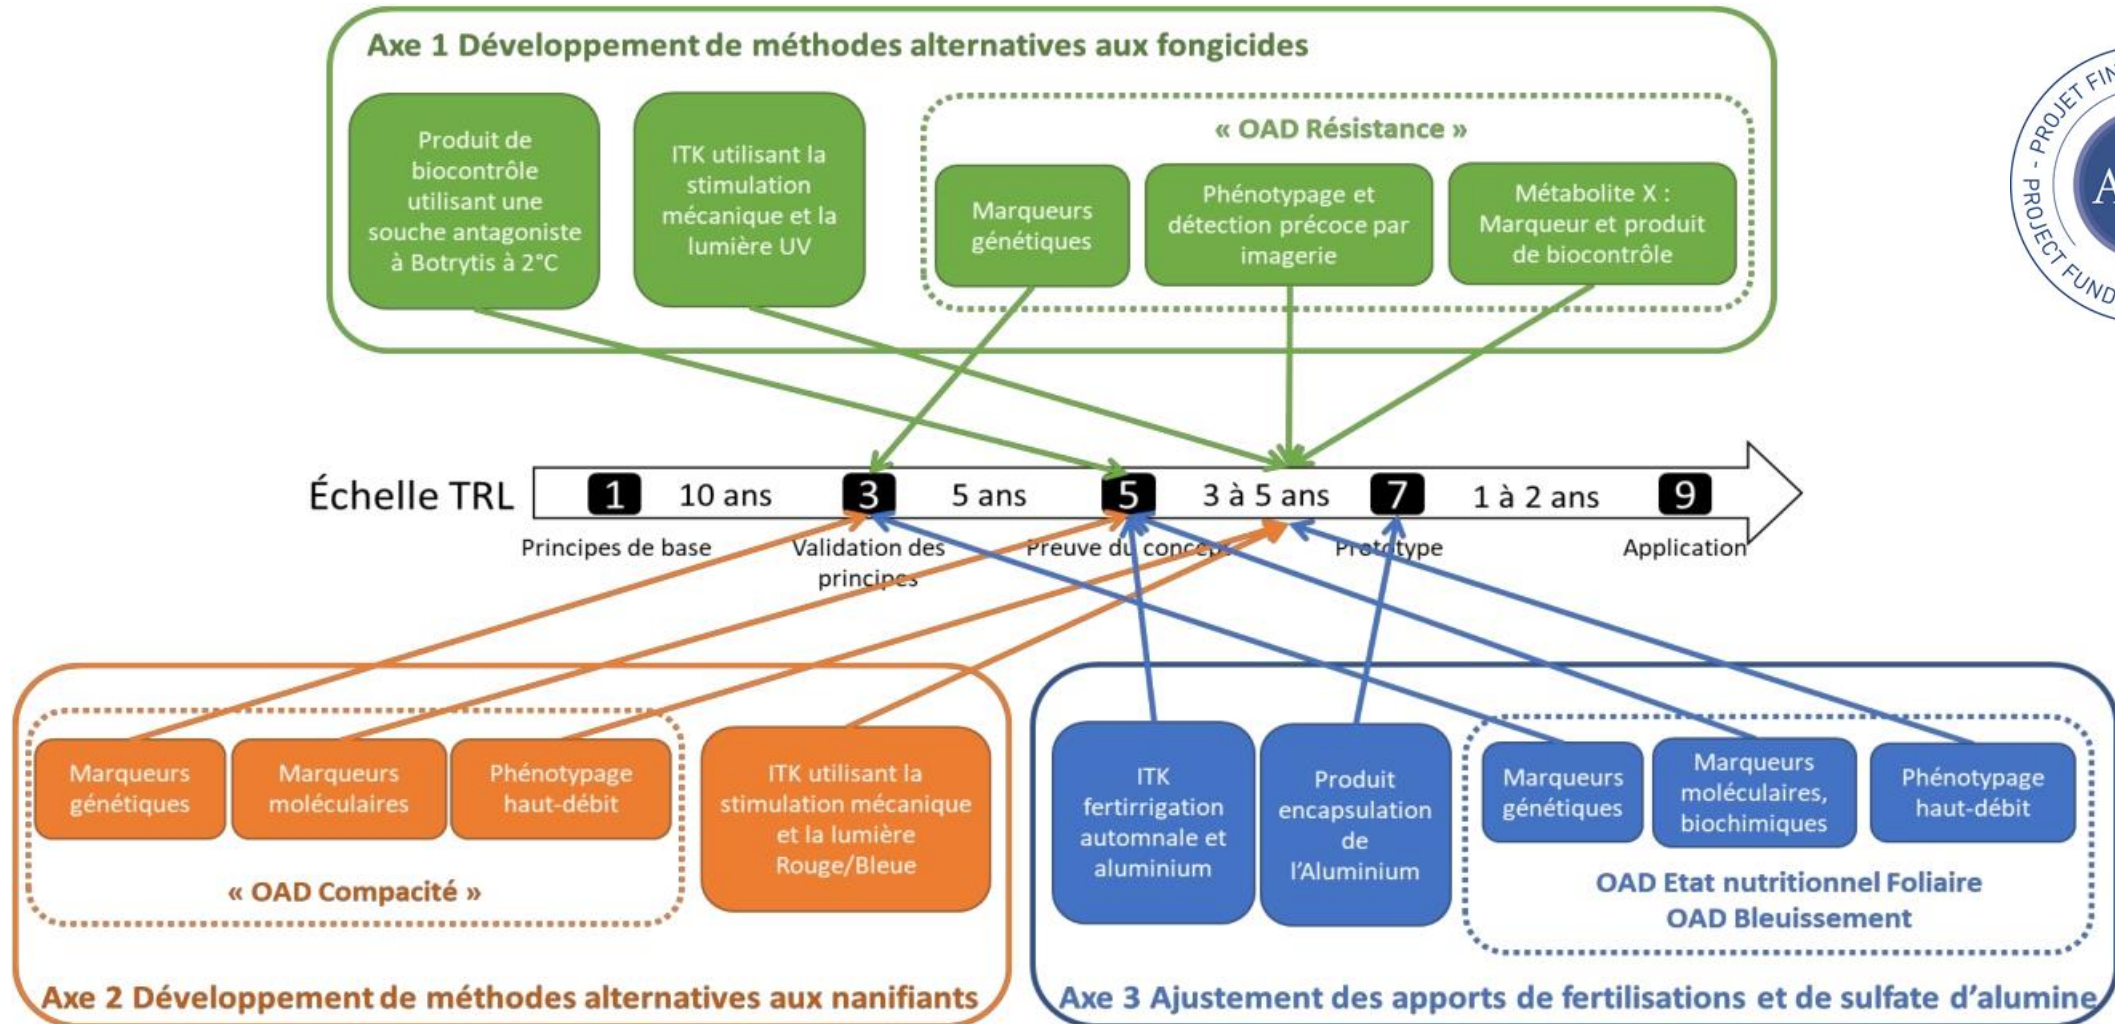 Axe 1 Développement de méthodes alternatives aux fongicides
Produit de
biocontrôle
utilisant une
souche antagoniste
à Botrytis à 2°C
ITK utilisant la
stimulation
mécanique et la
lumière UV
« OAD Résistance »
Marqueurs
génétiques
Phénotypage et
détection précoce par
imagerie
Métabolite X :
Marqueur et produit
de biocontrôle
- PROJET FIN
PROJECT FUND
A
Échelle TRL
1
10 ans
3
5 ans
5
3 à 5 ans
7
1 à 2 ans
9
Principes de base
Validation des
principes
Preuve du concept
Prototype
Application
Marqueurs
génétiques
Marqueurs
moléculaires
Phénotypage
haut-débit
« OAD Compacité »
ITK utilisant la
stimulation mécanique
et la lumière
Rouge/Bleue
Axe 2 Développement de méthodes alternatives aux nanifiants
ITK
fertirrigation
automnale et
aluminium
Produit
encapsulation
de
l'Aluminium
Marqueurs
génétiques
Marqueurs
moléculaires,
biochimiques
Phénotypage
haut-débit
OAD Etat nutritionnel Foliaire
OAD Bleuissement
Axe 3 Ajustement des apports de fertilisations et de sulfate d'alumine